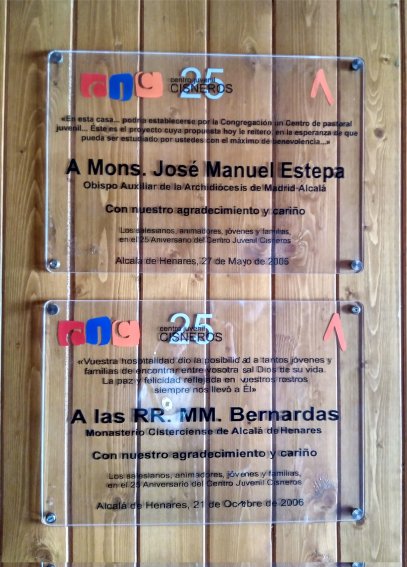 cjc
centro juvenil 25
CISNEROS
«En esta casa... podría establecerse por la Congregación un Centro de pastoral
juvenil... Éste es el proyecto cuya propuesta hoy le reitero, en la esperanza de que
pueda ser estudiado por ustedes con el máximo de benevolencia...»
A Mons. José Manuel Estepa
Obispo Auxiliar de la Archidiócesis de Madrid-Alcalá
Con nuestro agradecimiento y cariño
Los salesianos, animadores, jóvenes y familias,
en el 25 Aniversario del Centro Juvenil Cisneros
Alcalá de Henares, 27 de Mayo de 2006
cjc
centro juvenil 25
CISNEROS
«Vuestra hospitalidad dio la posibilidad a tantos jóvenes y
familias de encontrar entre vosotras al Dios de su vida.
La paz y felicidad reflejada en vuestros rostros
siempre nos llevó a Él»
A las RR. MM. Bernardas
Monasterio Cisterciense de Alcalá de Henares
Con nuestro agradecimiento y cariño
Los salesianos, animadores, jóvenes y familias,
en el 25 Aniversario del Centro Juvenil Cisneros
Alcalá de Henares, 21 de Octubre de 2006